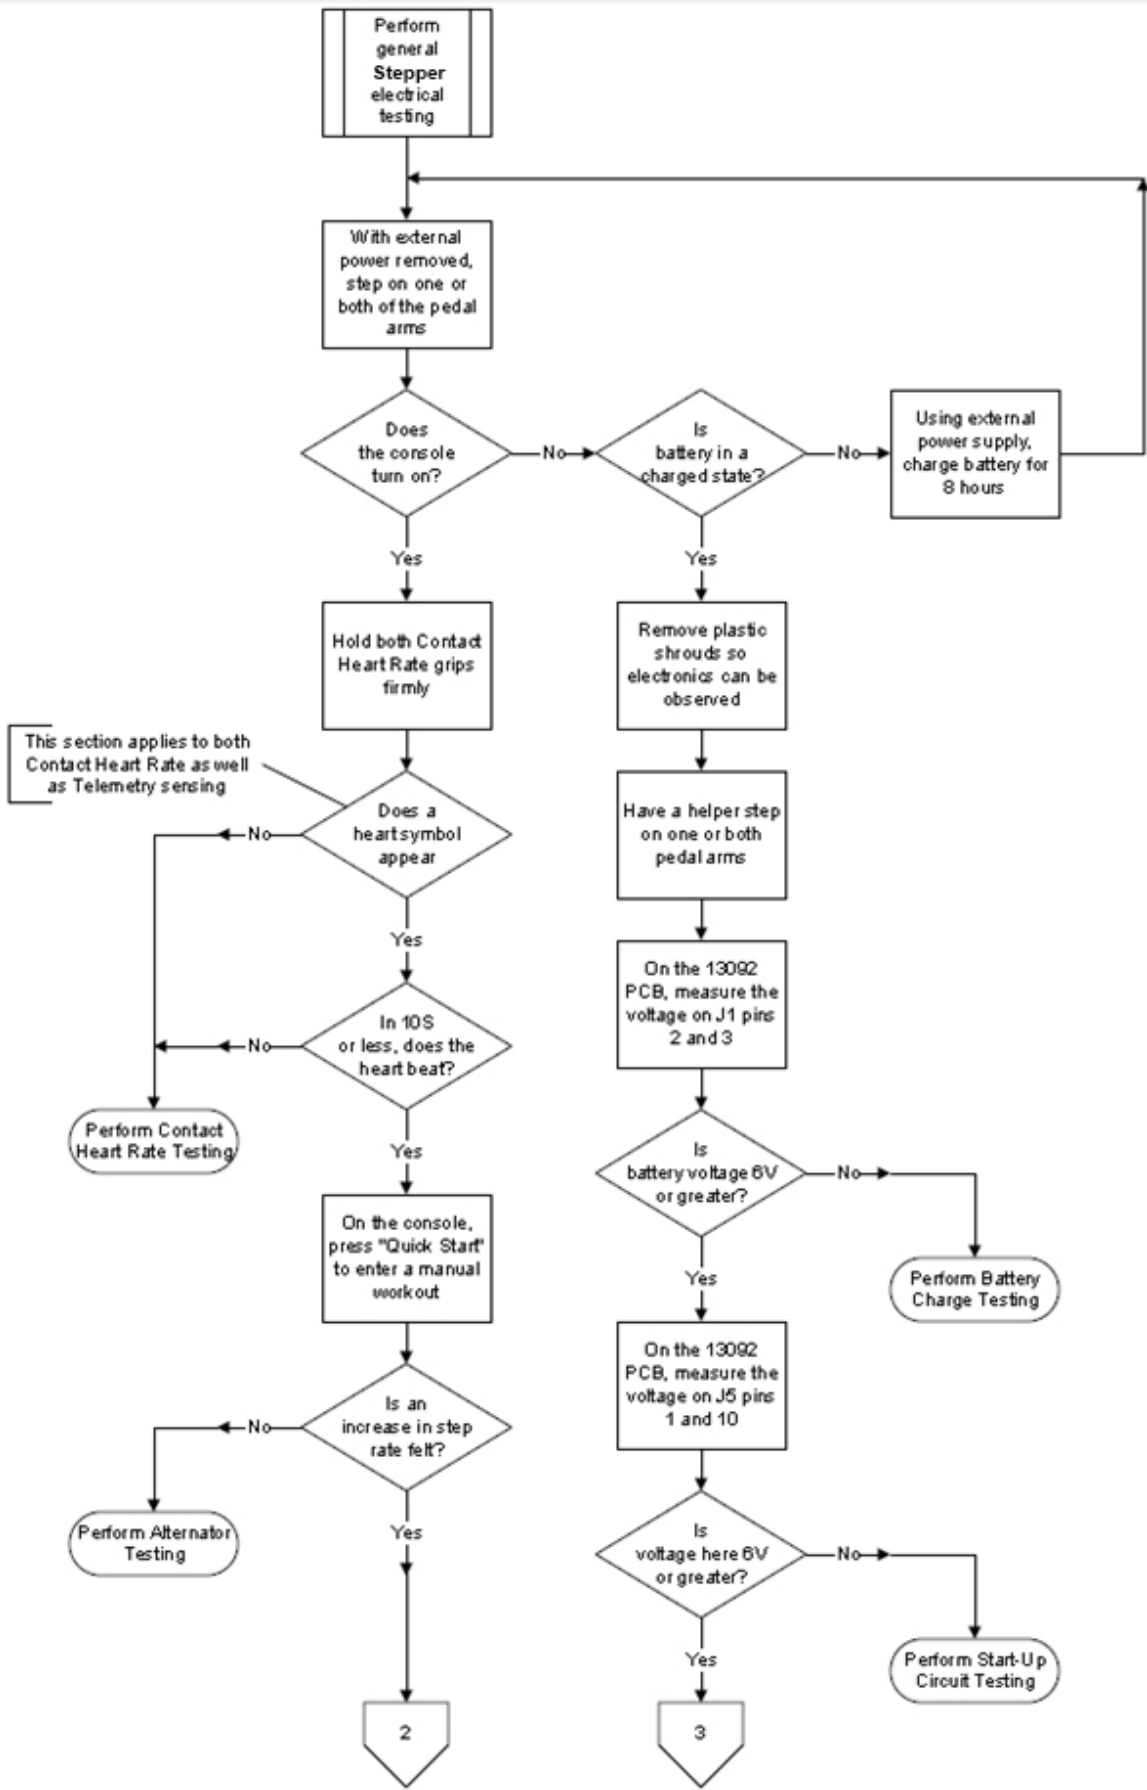 Perform
general
Stepper
electrical
testing
With external
power removed,
step on one or
both of the pedal
arms
Does
the console
turn on?
No
Is
battery in a
charged state?
No
Using external
power supply,
charge battery for
8 hours
Yes
Yes
Hold both Contact
Heart Rate grips
firmly
Remove plastic
shrouds so
electronics can be
observed
This section applies to both
Contact Heart Rate as well
as Telemetry sensing
Does a
heart symbol
appear
No
Have a helper step
on one or both
pedal arms
Yes
On the 13092
PCB, measure the
voltage on J1 pins
2 and 3
In 10S
or less, does the
heart beat?
No
Perform Contact
Heart Rate Testing
Yes
Is
battery voltage 6V
or greater?
No
On the console,
press "Quick Start"
to enter a manual
workout
Yes
Perform Battery
Charge Testing
On the 13092
PCB, measure the
voltage on J5 pins
1 and 10
Is an
increase in step
rate felt?
No
Perform Alternator
Testing
Yes
Is
voltage here 6V
or greater?
No
Yes
Perform Start-Up
Circuit Testing
2
3